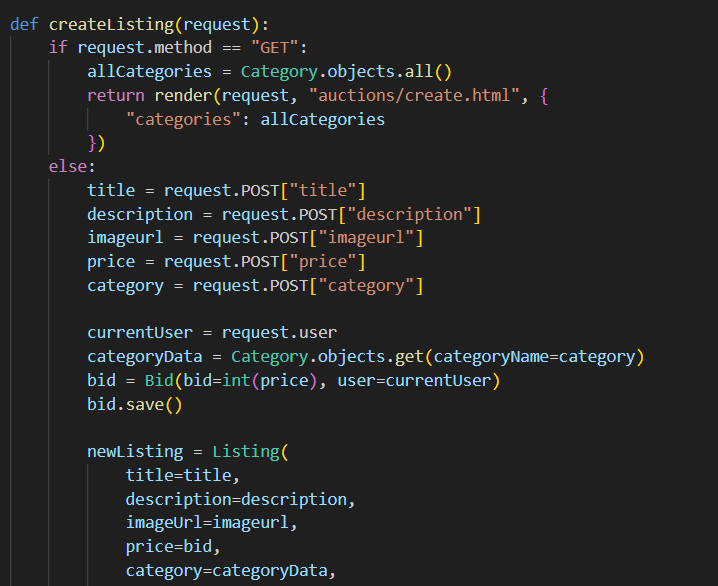 def createListing(request):
    if request.method == "GET":
        allCategories = Category.objects.all()
        return render(request, "auctions/create.html", {
            "categories": allCategories
        })
    else:
        title = request.POST["title"]
        description = request.POST["description"]
        imageurl = request.POST["imageurl"]
        price = request.POST["price"]
        category = request.POST["category"]

        currentUser = request.user
        categoryData = Category.objects.get(categoryName=category)
        bid = Bid(bid=int(price), user=currentUser)
        bid.save()

        newListing = Listing(
            title=title,
            description=description,
            imageUrl=imageurl,
            price=bid,
            category=categoryData,